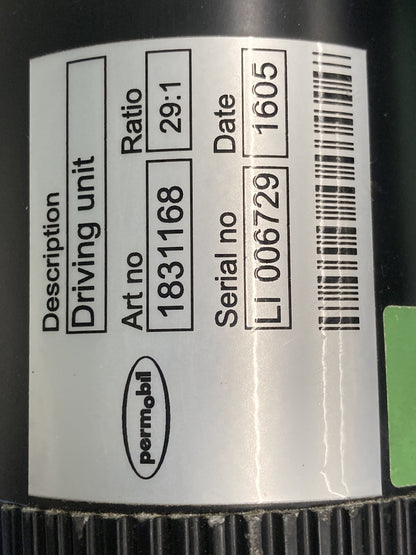 permobil
Description
Driving unit
Art no Ratio
1831168 29:1
Serial no Date
LI 006729 1605